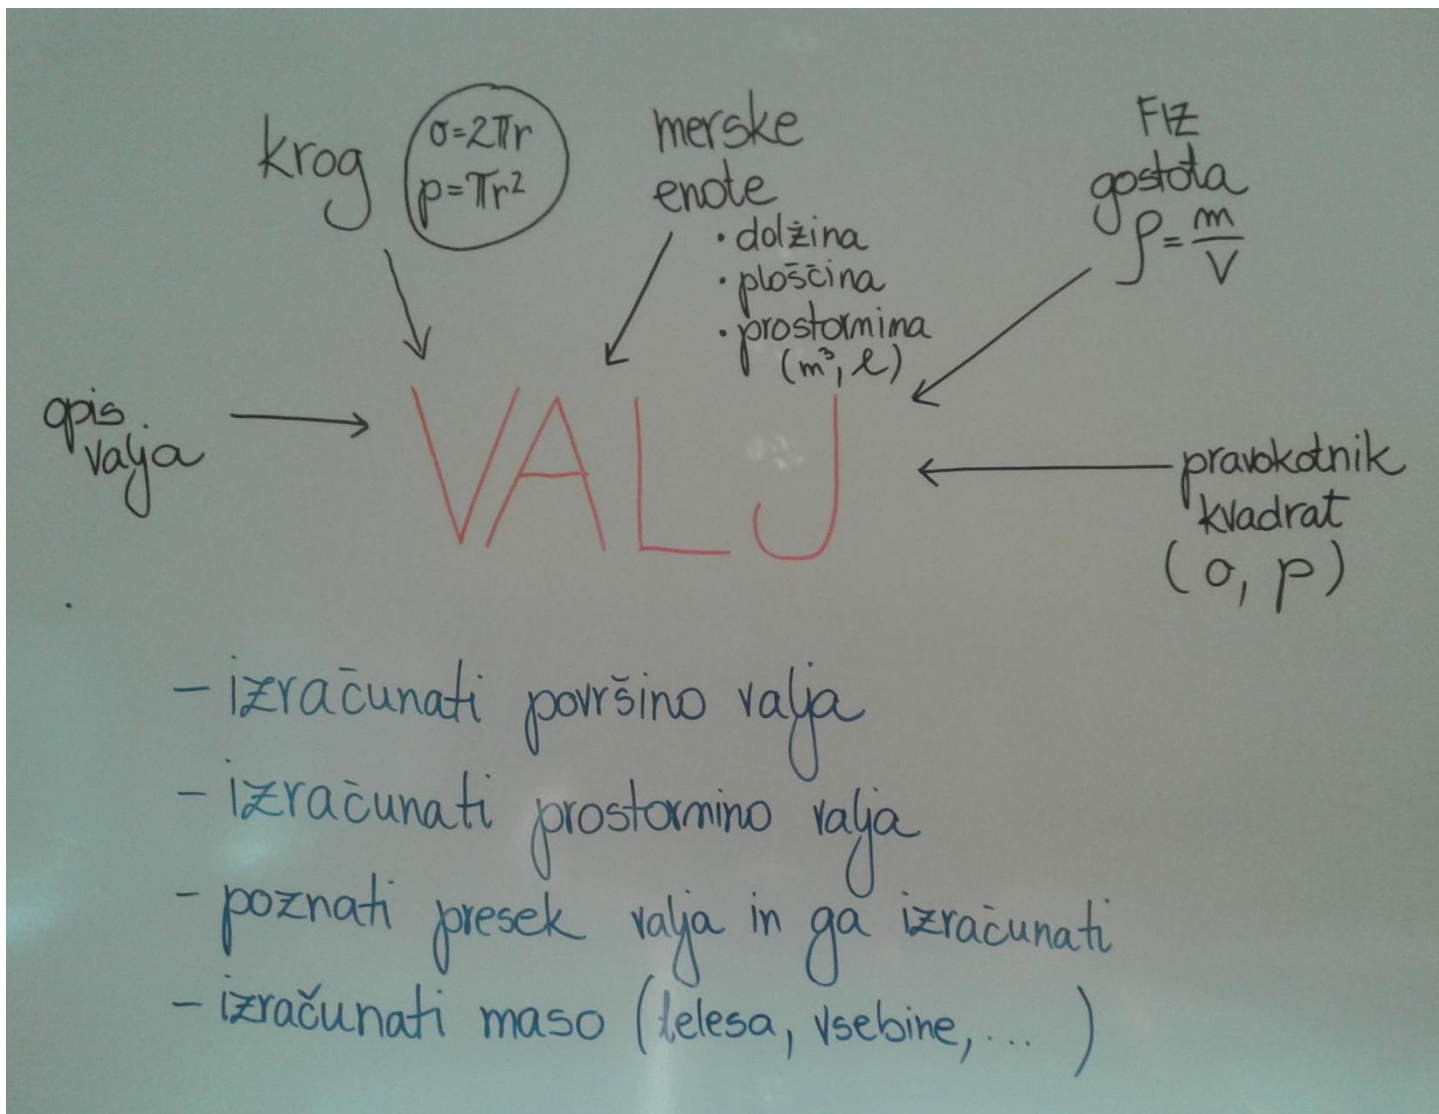 krog
o=2πr
p=πr²
merske
enote
• dolžina
• ploščina
• prostornina
(m³, l)
FIZ
gostota
ρ = m/V
opis
valja
VALJ
pravokotnik
kvadrat
(o, p)
- izračunati površino valja
- izračunati prostornino valja
- poznati presek valja in ga izračunati
- izračunati maso (telesa, vsebine, ... )